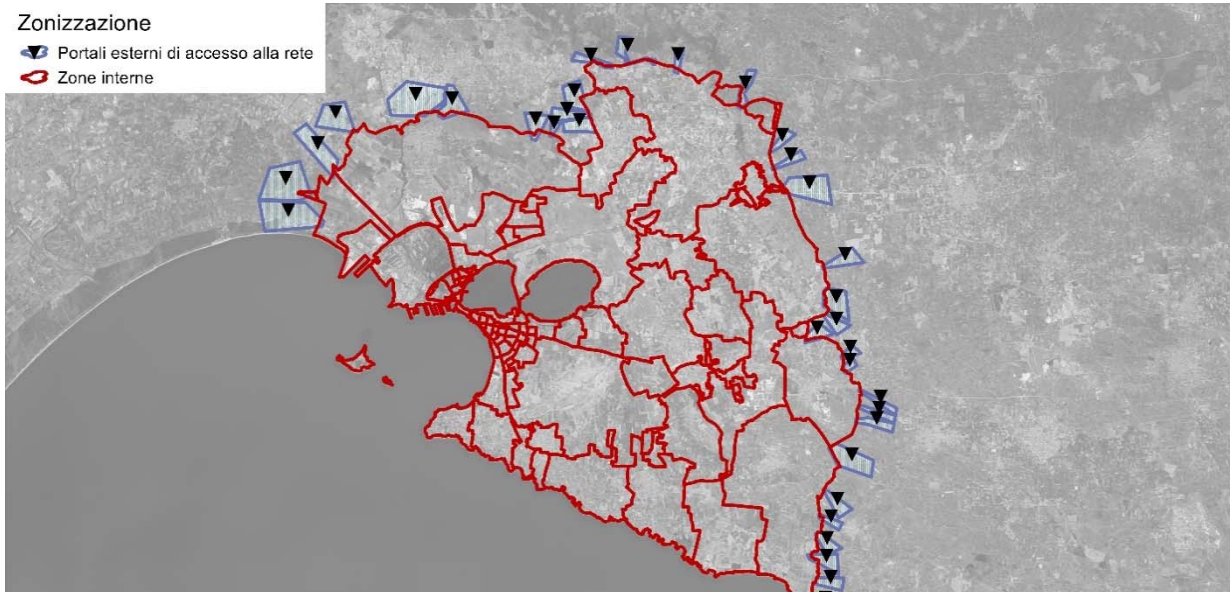 Zonizzazione
Portali esterni di accesso alla rete
Zone interne